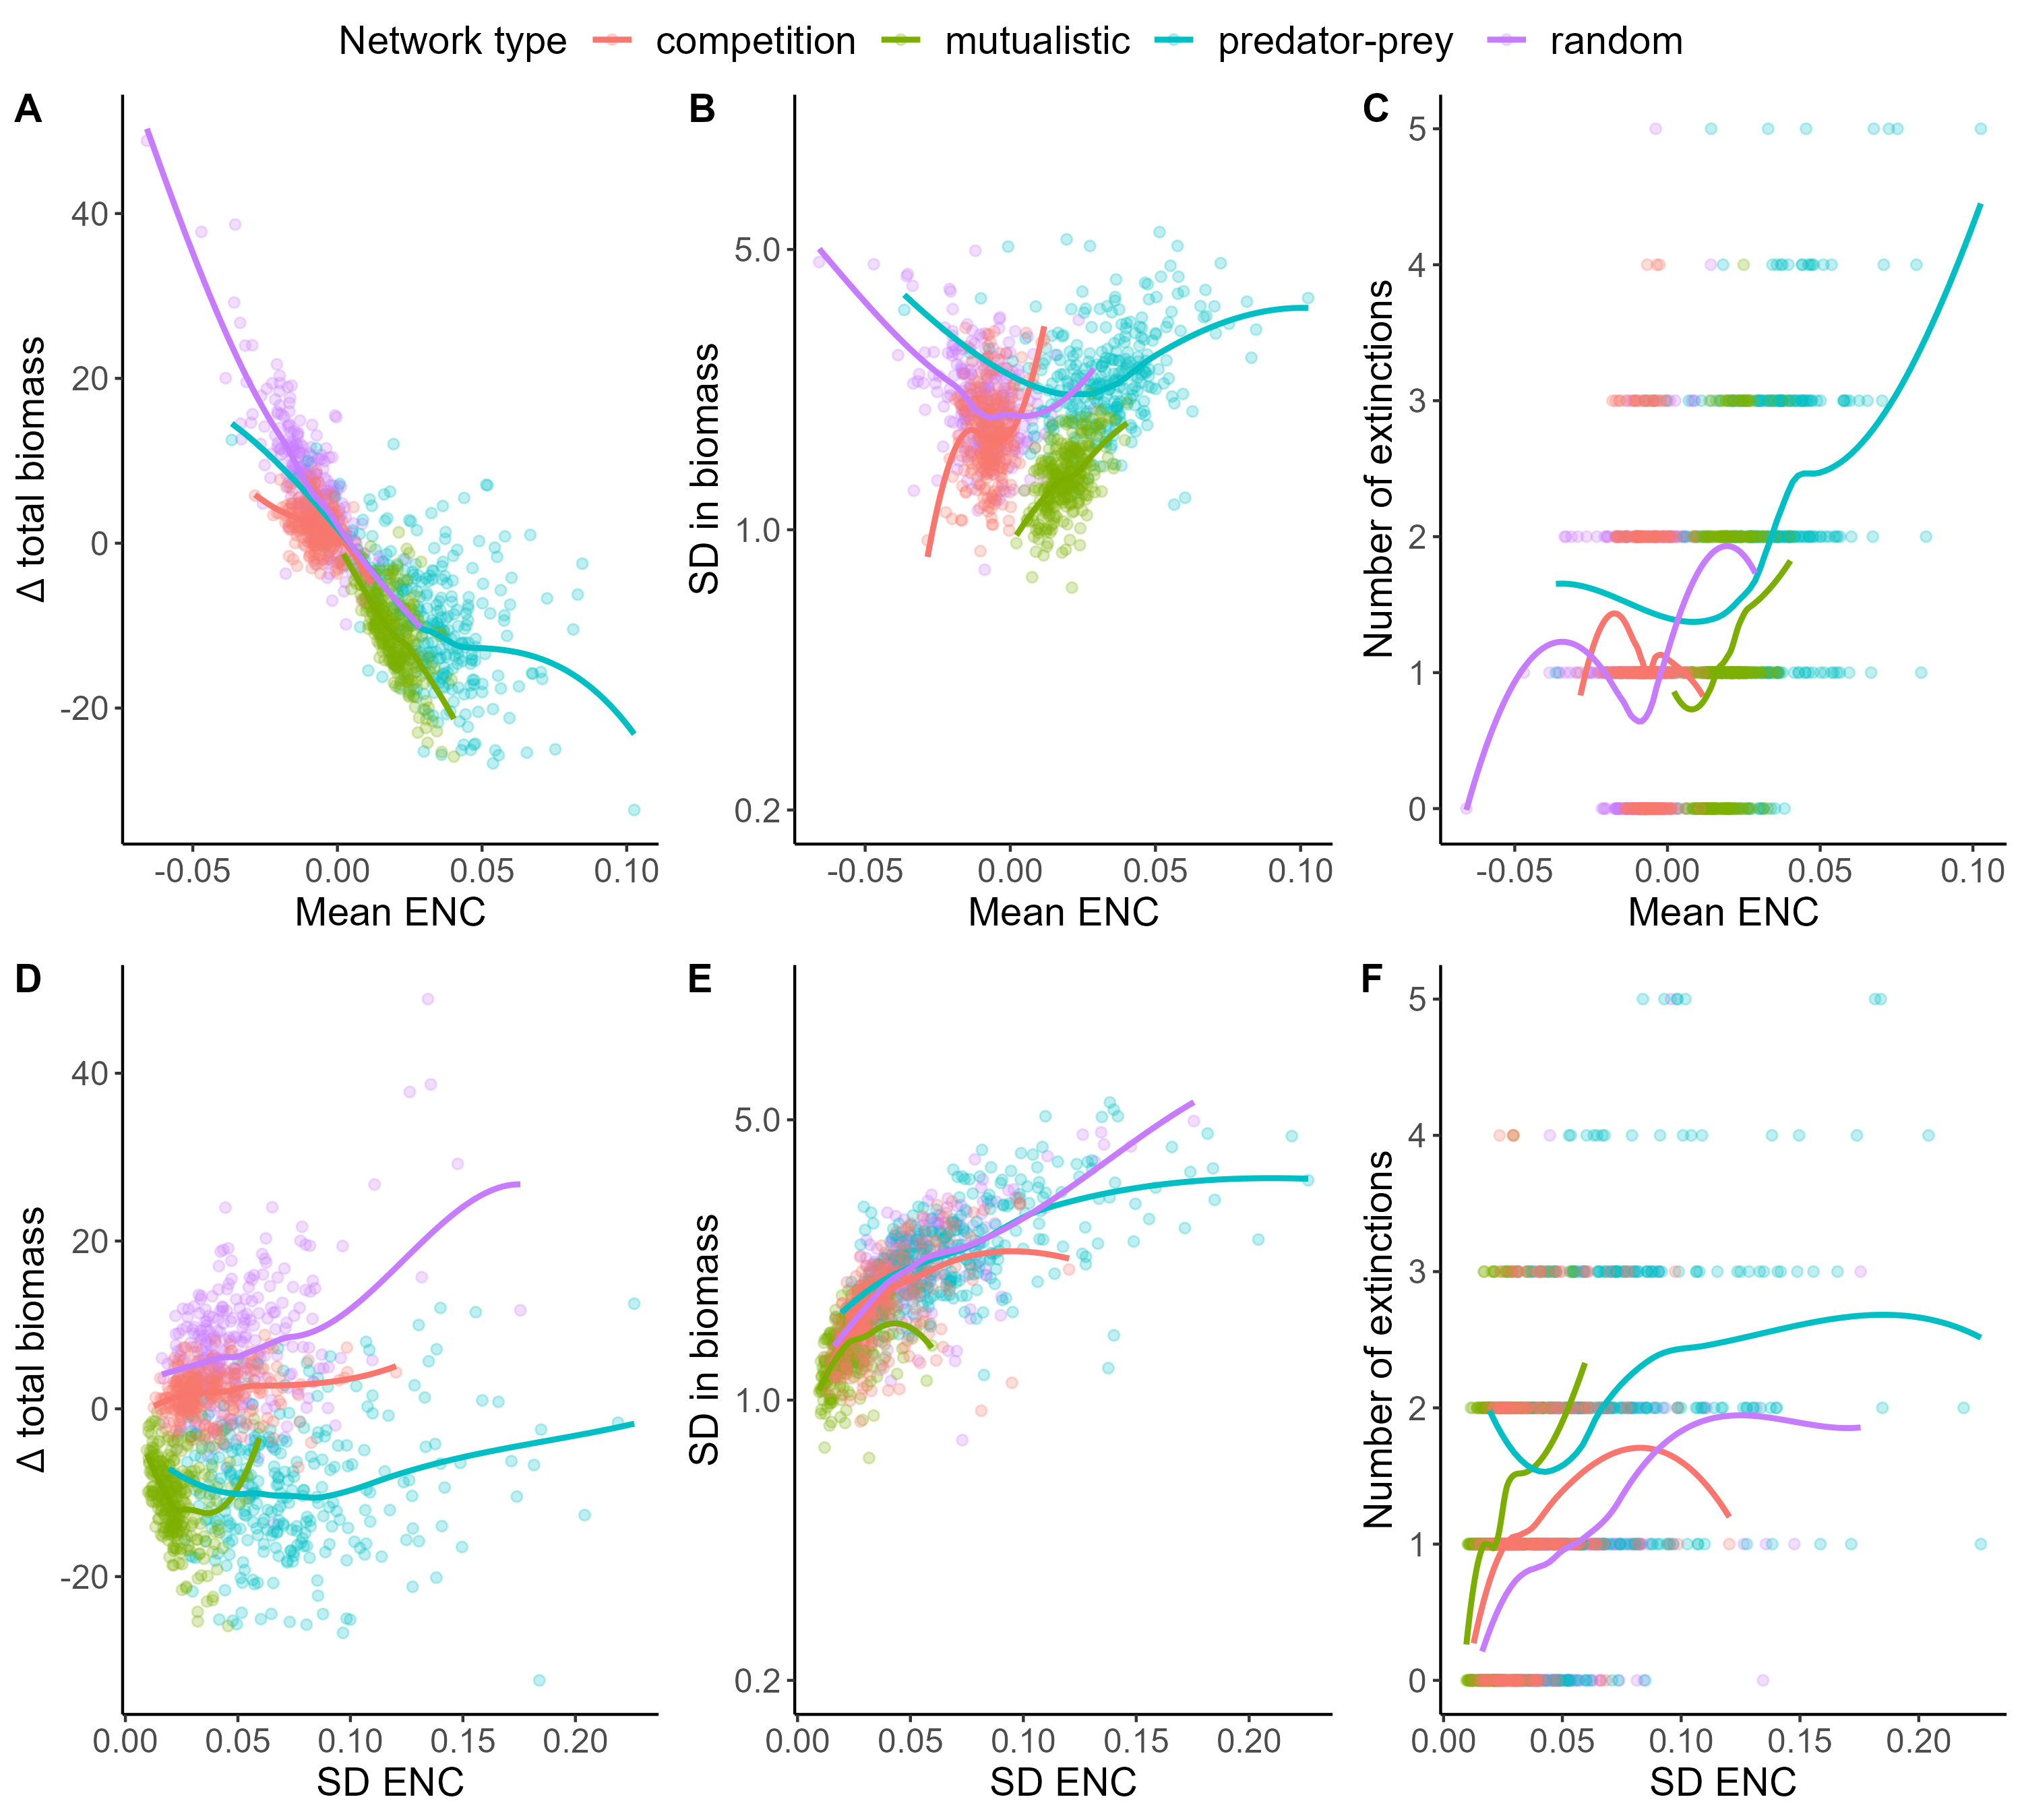 Network type competition mutualistic predator-prey random
A
Δ total biomass
40
20
0
-20
-0.05 0.00 0.05 0.10
Mean ENC
B
SD in biomass
5.0
1.0
0.2
-0.05 0.00 0.05 0.10
Mean ENC
C
Number of extinctions
5
4
3
2
1
0
-0.05 0.00 0.05 0.10
Mean ENC
D
Δ total biomass
40
20
0
-20
0.00 0.05 0.10 0.15 0.20
SD ENC
E
SD in biomass
5.0
1.0
0.2
0.00 0.05 0.10 0.15 0.20
SD ENC
F
Number of extinctions
5
4
3
2
1
0
0.00 0.05 0.10 0.15 0.20
SD ENC